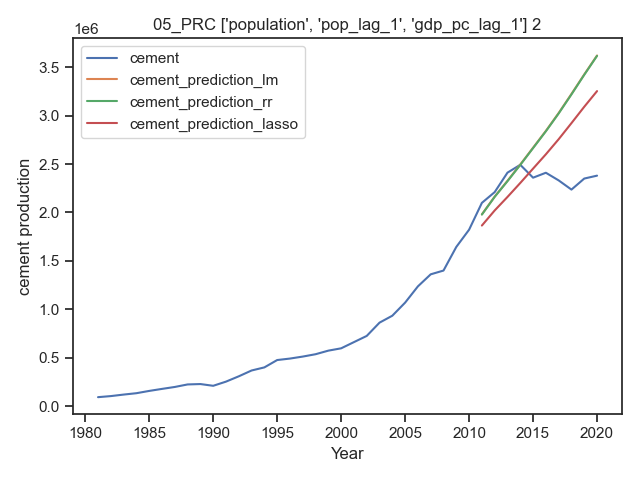 05_PRC ['population', 'pop_lag_1', 'gdp_pc_lag_1'] 2
1e6
cement
cement_prediction_lm
cement_prediction_rr
cement_prediction_lasso
cement production
3.5
3.0
2.5
2.0
1.5
1.0
0.5
0.0
1980 1985 1990 1995 2000 2005 2010 2015 2020
Year